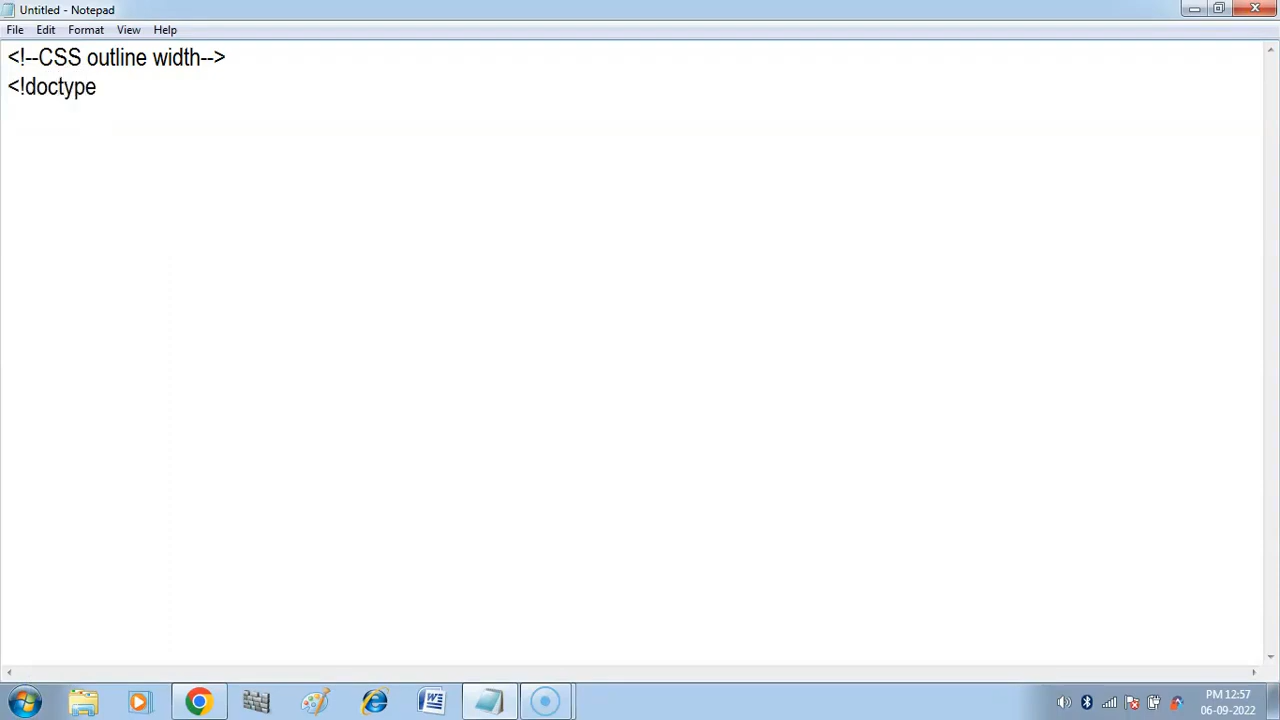 Untitled - Notepad
File Edit Format View Help
<!--CSS outline width-->
<!doctype
PM 12:57
06-09-2022